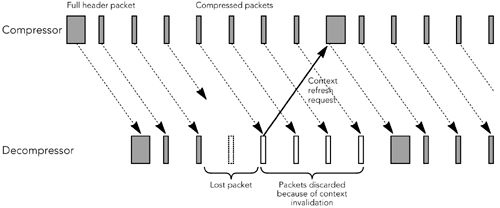 Full header packet
Compressed packets
Compressor
Context
refresh
request
Decompressor
Lost packet
Packets discarded
because of context
invalidation